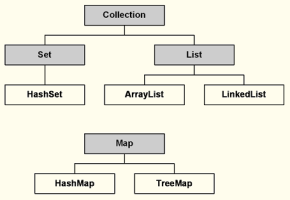 Collection
Set
List
HashSet
ArrayList
LinkedList
Map
HashMap
TreeMap